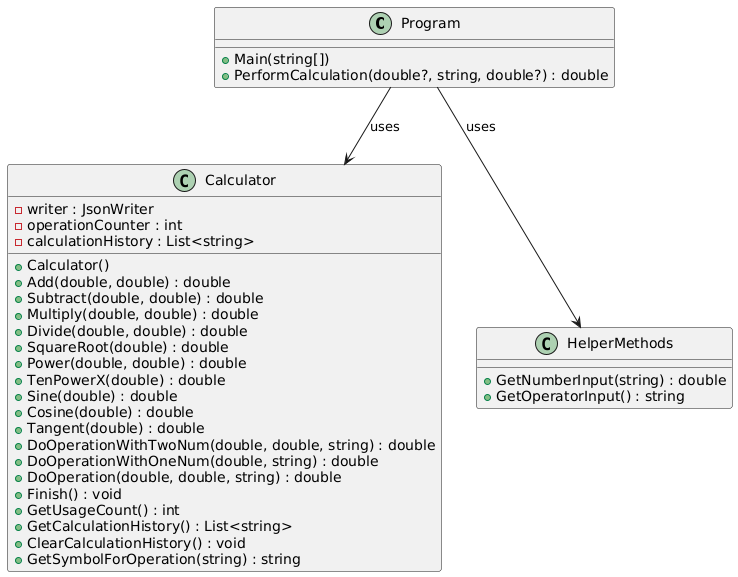 C Program
Main(string[])
PerformCalculation(double?, string, double?) : double
uses
uses
C Calculator
writer : JsonWriter
operationCounter : int
calculationHistory : List<string>
Calculator()
Add(double, double) : double
Subtract(double, double) : double
Multiply(double, double) : double
Divide(double, double) : double
SquareRoot(double) : double
Power(double, double) : double
TenPowerX(double) : double
Sine(double) : double
Cosine(double) : double
Tangent(double) : double
DoOperationWithTwoNum(double, double, string) : double
DoOperationWithOneNum(double, string) : double
DoOperation(double, double, string) : double
Finish() : void
GetUsageCount() : int
GetCalculationHistory() : List<string>
ClearCalculationHistory() : void
GetSymbolForOperation(string) : string
C HelperMethods
GetNumberInput(string) : double
GetOperatorInput() : string